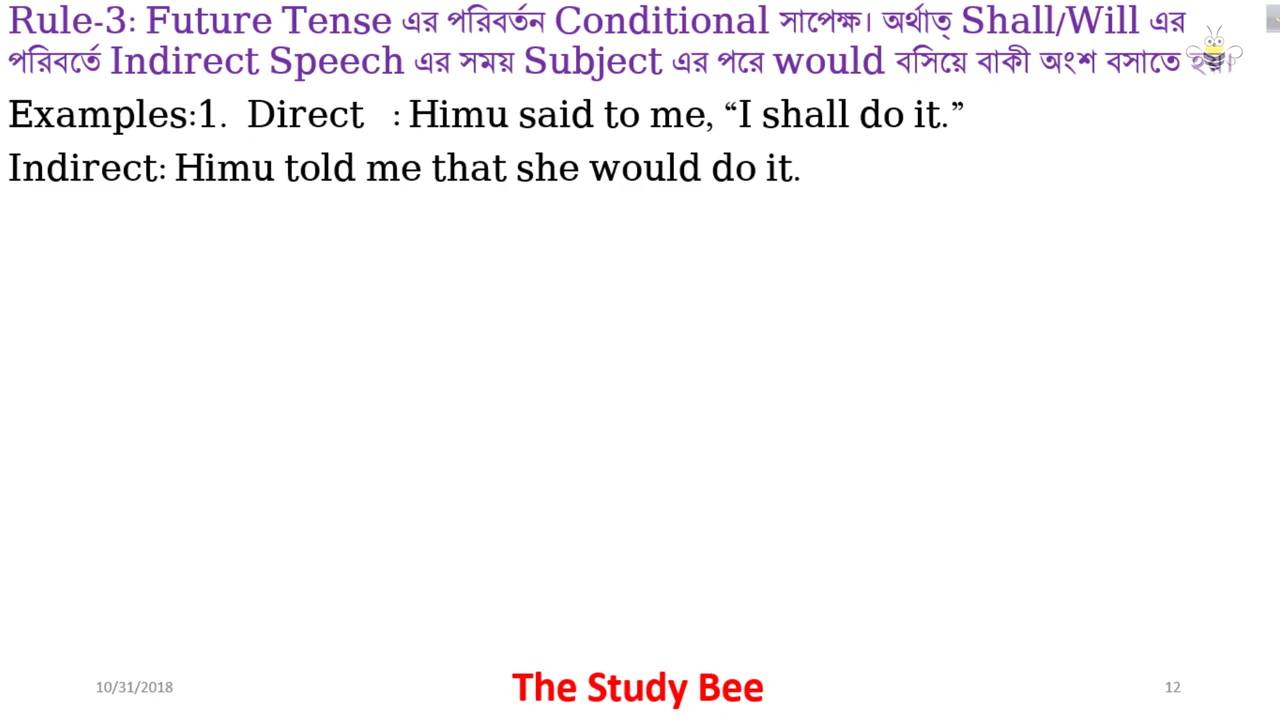 Rule-3: Future Tense এর পরিবর্তন Conditional সাপেক্ষ। অর্থাত্ Shall/Will এর
পরিবর্তে Indirect Speech এর সময় Subject এর পরে would বসিয়ে বাকী অংশ বসাতে হয়।
Examples:1. Direct : Himu said to me, “I shall do it.”
Indirect: Himu told me that she would do it.
10/31/2018
The Study Bee
12